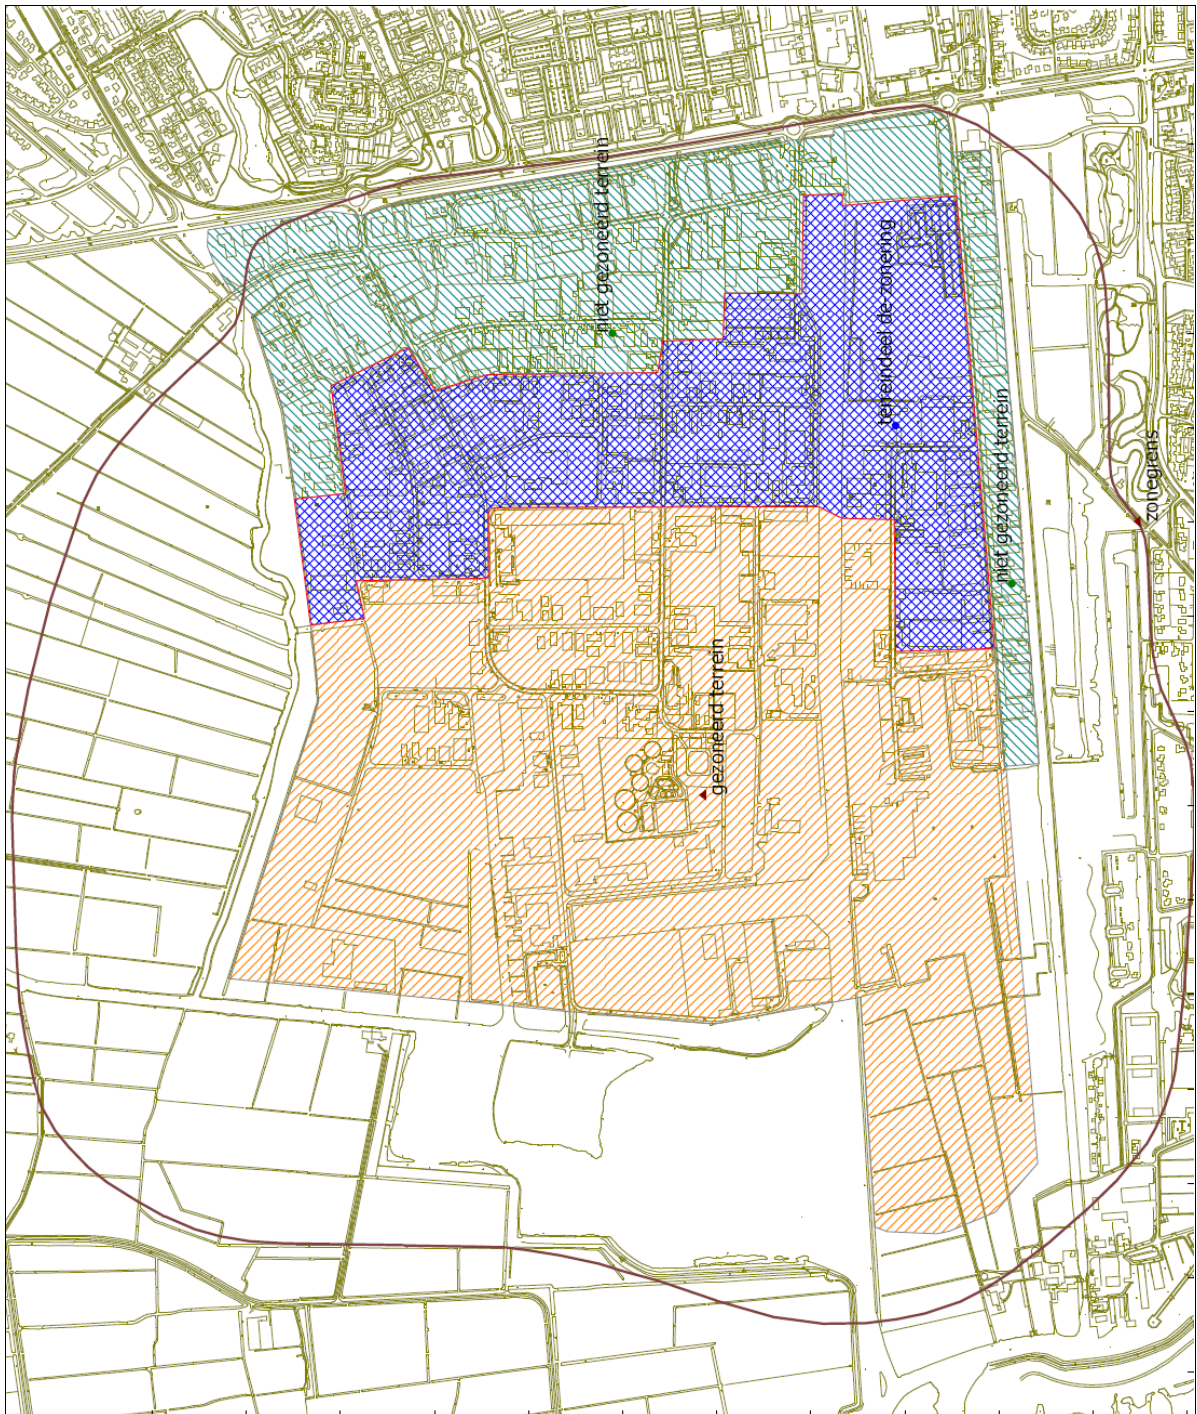 niet gezoneerd terrein
terreindeel de-zonering
niet gezoneerd terrein
zonegrens
gezoneerd terrein